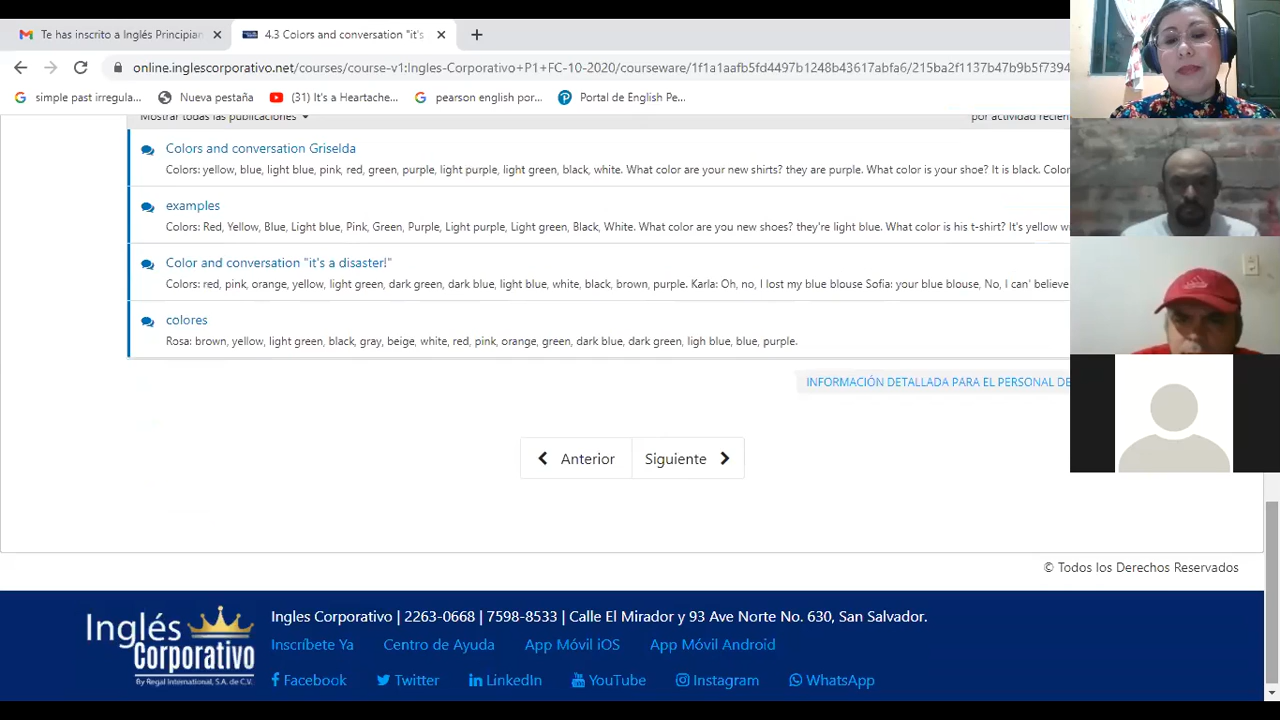 Te has inscrito a Inglés Principian
4.3 Colors and conversation "it's
online.inglescorporativo.net/courses/course-v1:Ingles-Corporativo+P1+FC-10-2020/courseware/1f1a1aafb5fd4497b1248b43617abfa6/215ba2f1137b47b9b5f7394
simple past irregula...
Nueva pestaña
(31) It's a Heartache...
pearson english por...
Portal de English Pe...
Mostrar todas las publicaciones
por actividad recien
Colors and conversation Griselda
Colors: yellow, blue, light blue, pink, red, green, purple, light purple, light green, black, white. What color are your new shirts? they are purple. What color is your shoe? It is black. Color
examples
Colors: Red, Yellow, Blue, Light blue, Pink, Green, Purple, Light purple, Light green, Black, White. What color are you new shoes? they're light blue. What color is his t-shirt? It's yellow w
Color and conversation "it's a disaster!"
Colors: red, pink, orange, yellow, light green, dark green, dark blue, light blue, white, black, brown, purple. Karla: Oh, no, I lost my blue blouse Sofia: your blue blouse, No, I can' believe
colores
Rosa: brown, yellow, light green, black, gray, beige, white, red, pink, orange, green, dark blue, dark green, ligh blue, blue, purple.
INFORMACIÓN DETALLADA PARA EL PERSONAL DE
Anterior
Siguiente
© Todos los Derechos Reservados
Inglés Corporativo
By Regal International, S.A. de C.V.
Ingles Corporativo | 2263-0668 | 7598-8533 | Calle El Mirador y 93 Ave Norte No. 630, San Salvador.
Inscríbete Ya
Centro de Ayuda
App Móvil iOS
App Móvil Android
Facebook
Twitter
LinkedIn
YouTube
Instagram
WhatsApp